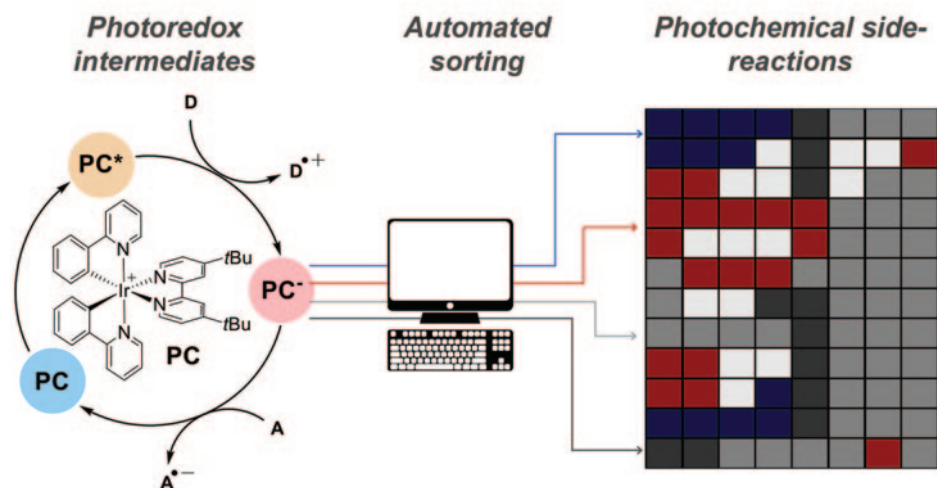 Photoredox
intermediates
Automated
sorting
Photochemical side-
reactions
D
PC*
D•+
N
tBu
N
Ir
+
N
PC-
N
tBu
N
PC
PC
A
A•−